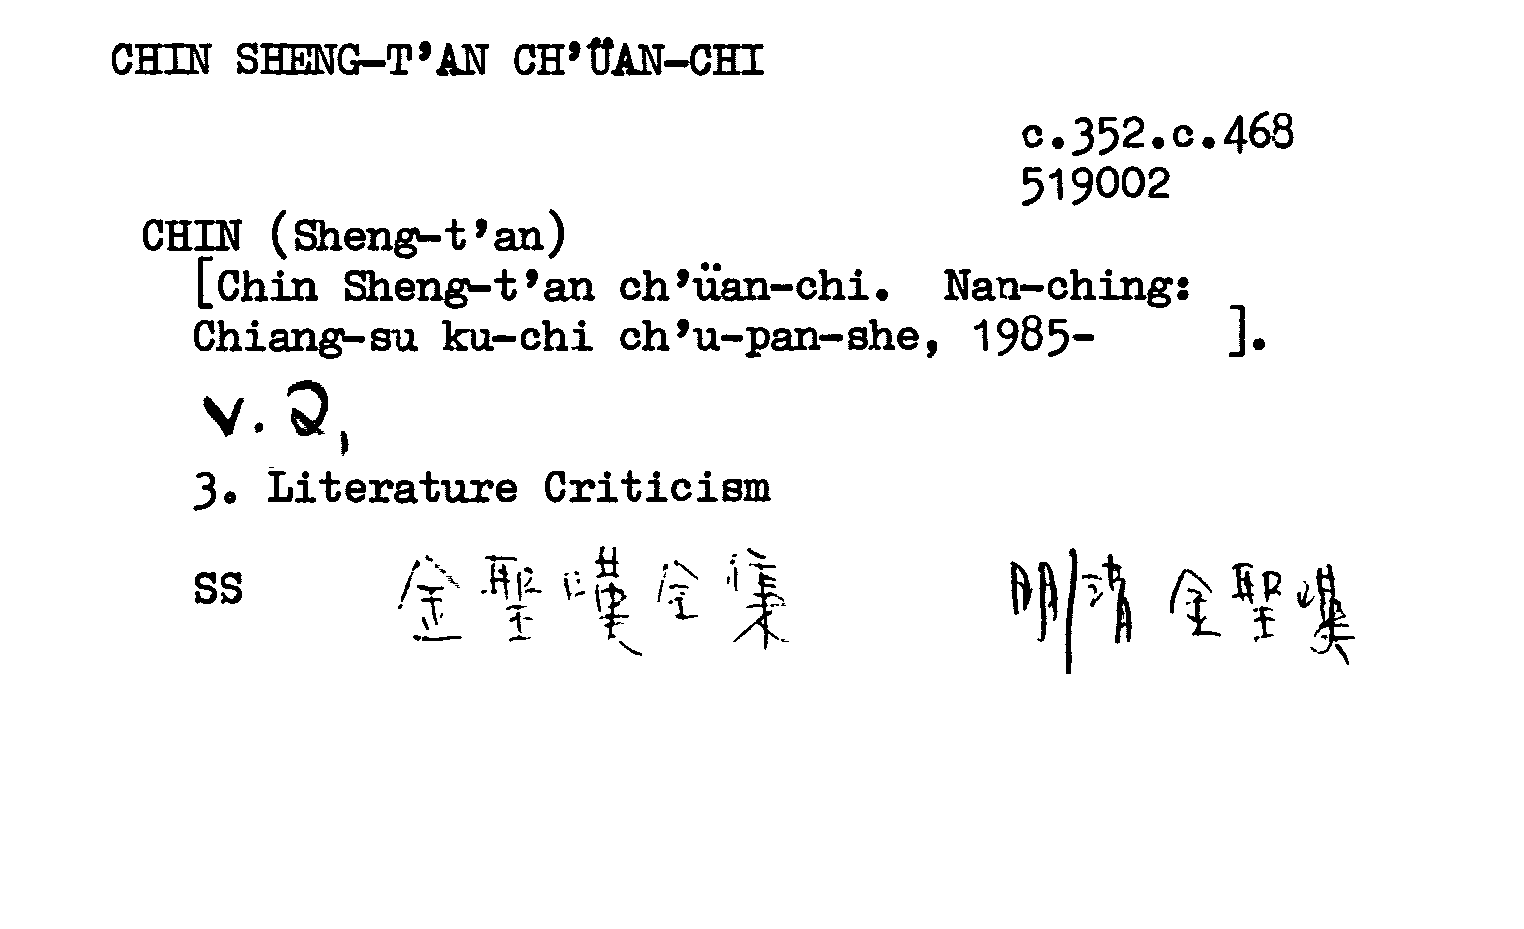 CHIN SHENG-T'AN CH'ÜAN-CHI
c.352.c.468
519002
CHIN (Sheng-t'an)
[Chin Sheng-t'an ch'üan-chi. Nan-ching:
Chiang-su ku-chi ch'u-pan-she, 1985- ].
v. 2,
3. Literature Criticism
SS 金聖嘆全集 明/清 金聖嘆